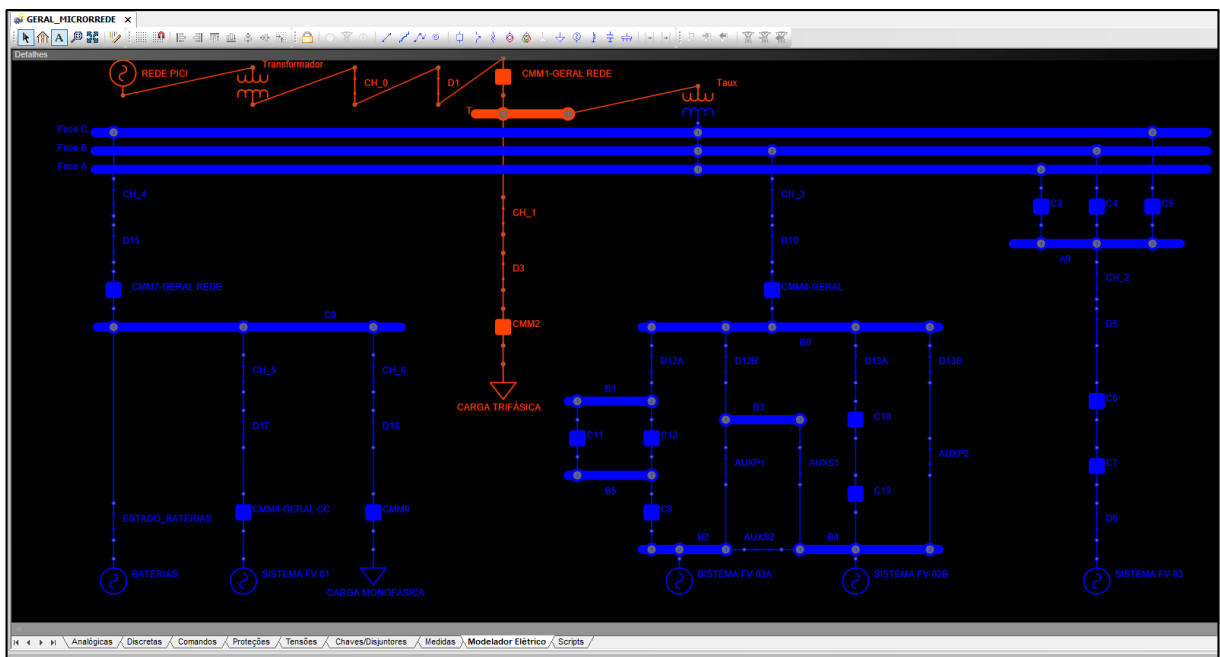 GERAL_MICRORREDE X
Detalhes
REDE PICI
Transformador
CH_0
D1
CMM1-GERAL REDE
Taux
T
Fase C
Fase B
Fase A
CH_4
CH_3
C3
C4
C5
CH_1
D15
D18
A0
D3
CH_2
CMM7-GERAL REDE
CMM4-GERAL
C0
CMM2
D5
B0
D12A
D12B
D13A
D13B
CH_5
CH_6
B1
CARGA TRIFÁSICA
B3
C6
C10
D17
D19
C11
C12
AUXP1
AUXS1
AUXP2
C7
B5
C13
CMM8-GERAL CC
CMM9
C9
ESTADO_BATERIAS
D6
B2
AUXS2
B4
BATERIAS
SISTEMA FV 01
CARGA MONOFÁSICA
SISTEMA FV 02A
SISTEMA FV 02B
SISTEMA FV 03
Analógicas Discretas Comandos Proteções Tensões Chaves/Disjuntores Medidas Modelador Elétrico Scripts